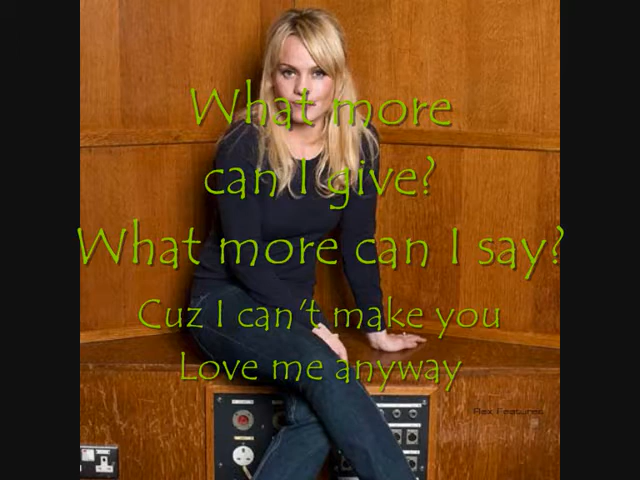 What more
can I give?
What more can I say?
Cuz I can't make you
Love me anyway
Rex Features